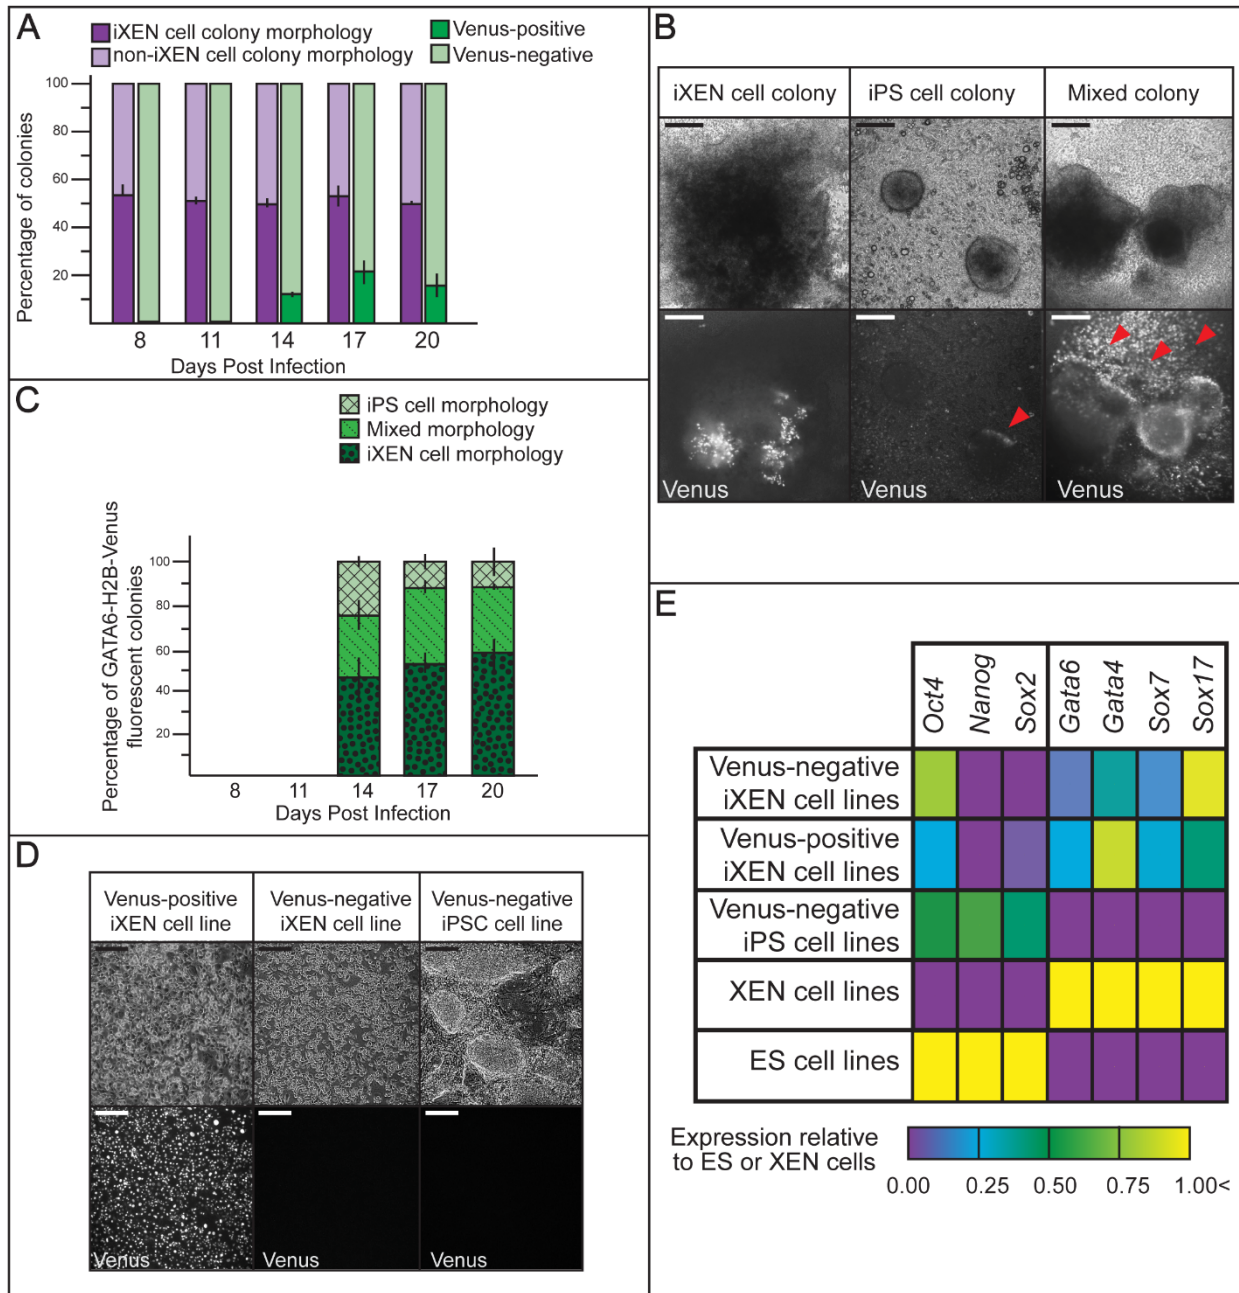 A
iXEN cell colony morphology
non-iXEN cell colony morphology
Venus-positive
Venus-negative
Percentage of colonies
100
80
60
40
20
8 11 14 17 20
Days Post Infection
B
iXEN cell colony
iPS cell colony
Mixed colony
Venus
Venus
Venus
C
iPS cell morphology
Mixed morphology
iXEN cell morphology
Percentage of GATA6-H2B-Venus
fluorescent colonies
100
80
60
40
20
8 11 14 17 20
Days Post Infection
D
Venus-positive
iXEN cell line
Venus-negative
iXEN cell line
Venus-negative
iPSC cell line
Venus
Venus
Venus
E
Oct4
Nanog
Sox2
Gata6
Gata4
Sox7
Sox17
Venus-negative
iXEN cell lines
Venus-positive
iXEN cell lines
Venus-negative
iPS cell lines
XEN cell lines
ES cell lines
Expression relative
to ES or XEN cells
0.00 0.25 0.50 0.75 1.00<